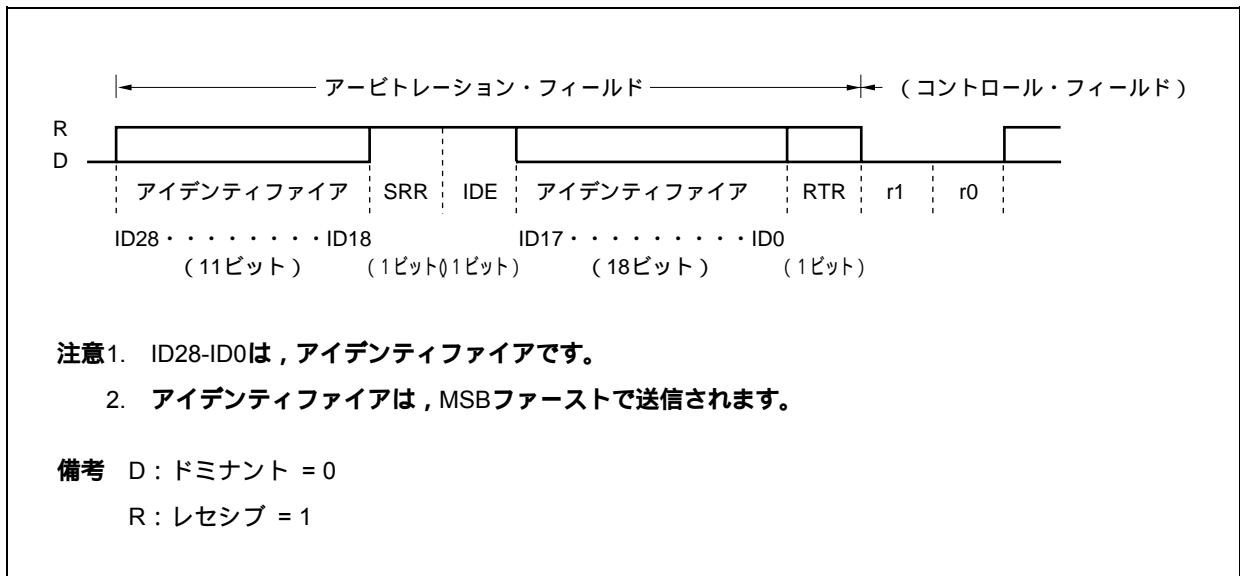 アービトレーション・フィールド （コントロール・フィールド）
R
D
アイデンティファイア SRR IDE アイデンティファイア RTR r1 r0
ID28・・・・・・・・ID18 ID17・・・・・・・・・ID0
（11ビット） （1ビット）（1ビット） （18ビット） （1ビット）
注意1. ID28-ID0は，アイデンティファイアです。
2. アイデンティファイアは，MSBファーストで送信されます。
備考 D：ドミナント = 0
R：レセシブ = 1